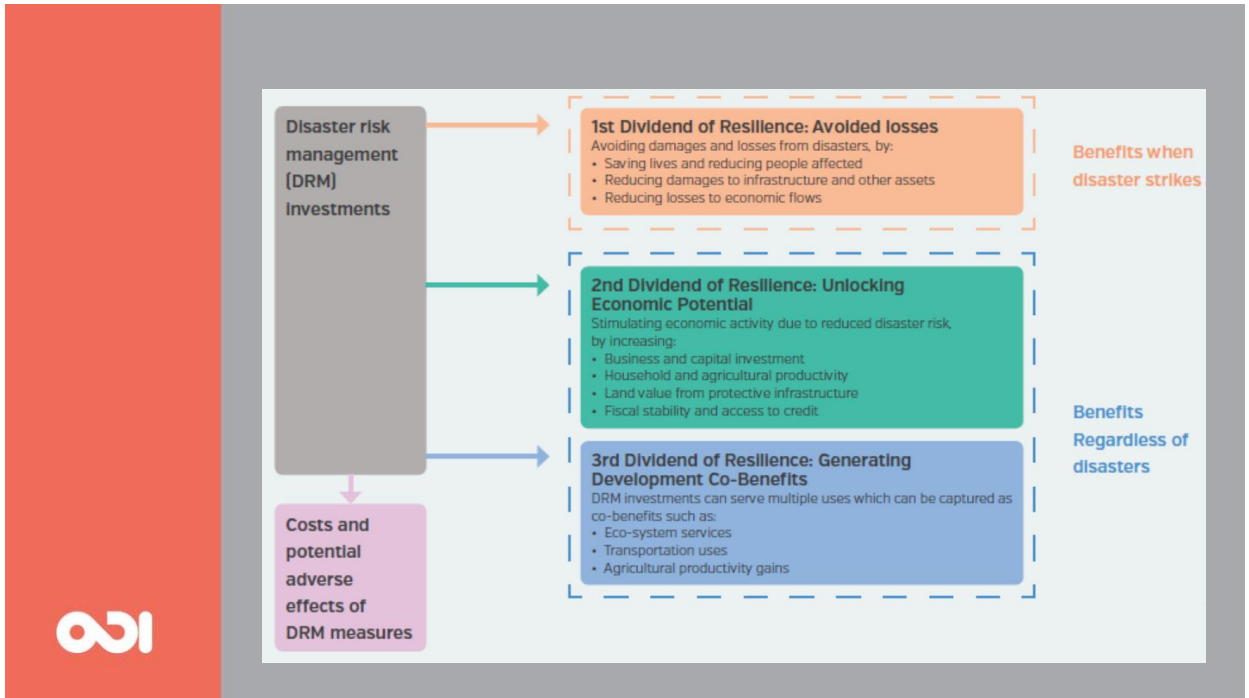 Disaster risk
management
(DRM)
investments
1st Dividend of Resilience: Avoided losses
Avoiding damages and losses from disasters, by:
• Saving lives and reducing people affected
• Reducing damages to infrastructure and other assets
• Reducing losses to economic flows
Benefits when
disaster strikes
2nd Dividend of Resilience: Unlocking
Economic Potential
Stimulating economic activity due to reduced disaster risk,
by increasing:
• Business and capital investment
• Household and agricultural productivity
• Land value from protective infrastructure
• Fiscal stability and access to credit
3rd Dividend of Resilience: Generating
Development Co-Benefits
DRM investments can serve multiple uses which can be captured as
co-benefits such as:
• Eco-system services
• Transportation uses
• Agricultural productivity gains
Benefits
Regardless of
disasters
Costs and
potential
adverse
effects of
DRM measures
ODI